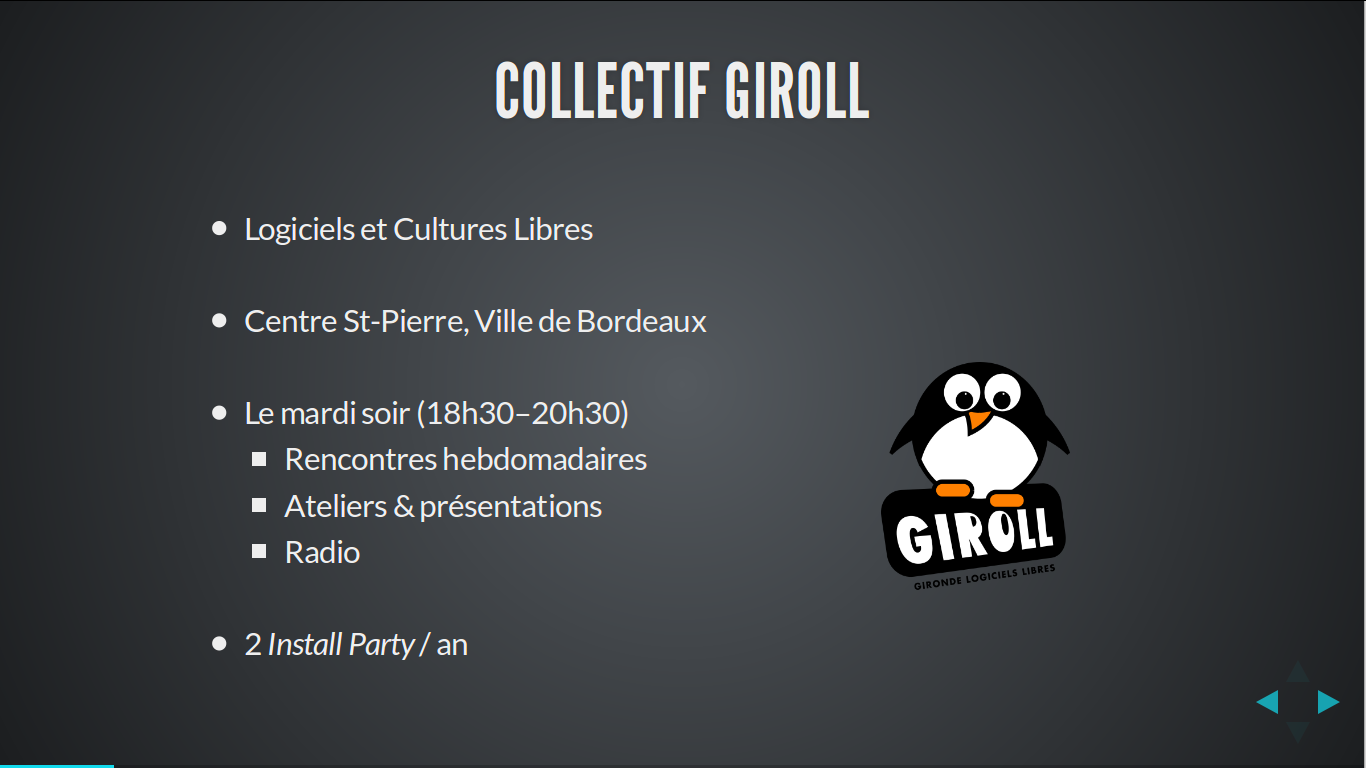 COLLECTIF GIROLL
Logiciels et Cultures Libres
Centre St-Pierre, Ville de Bordeaux
Le mardi soir (18h30–20h30)
Rencontres hebdomadaires
Ateliers & présentations
Radio
2 Install Party / an
GIROLL
GIRONDE LOGICIELS LIBRES